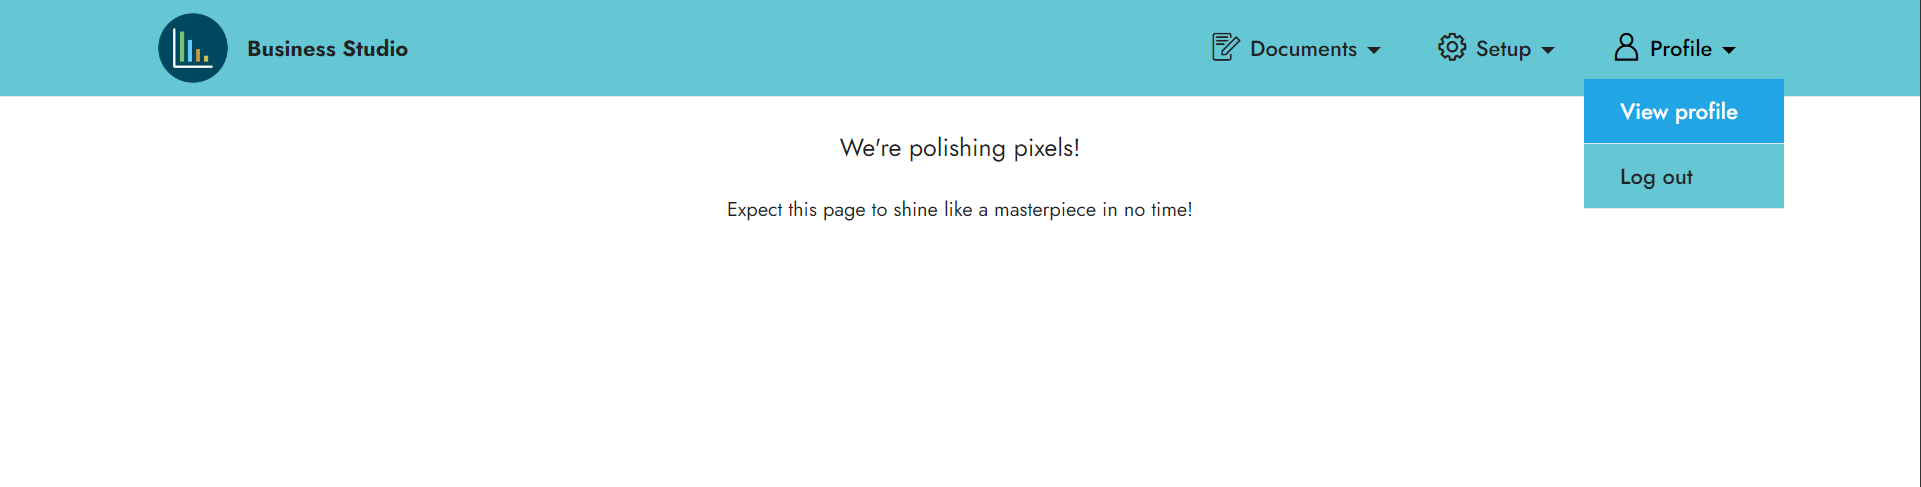 Business Studio
Documents
Setup
Profile
View profile
Log out
We're polishing pixels!
Expect this page to shine like a masterpiece in no time!